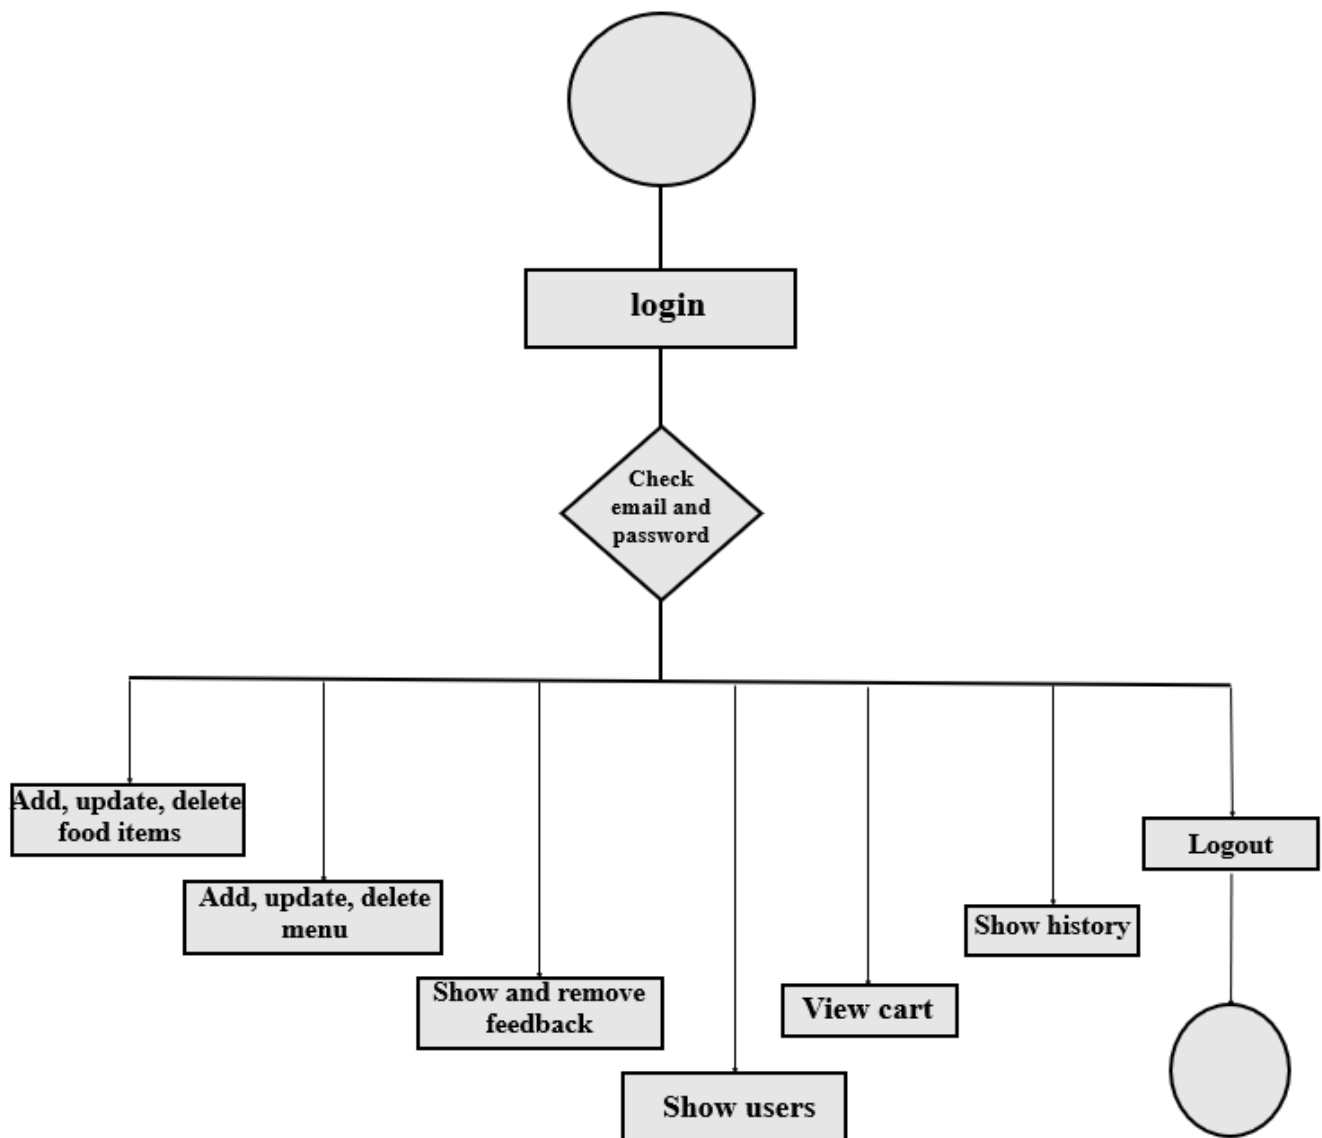 login
Check
email and
password
Add, update, delete
food items
Add, update, delete
menu
Show and remove
feedback
Show users
View cart
Show history
Logout